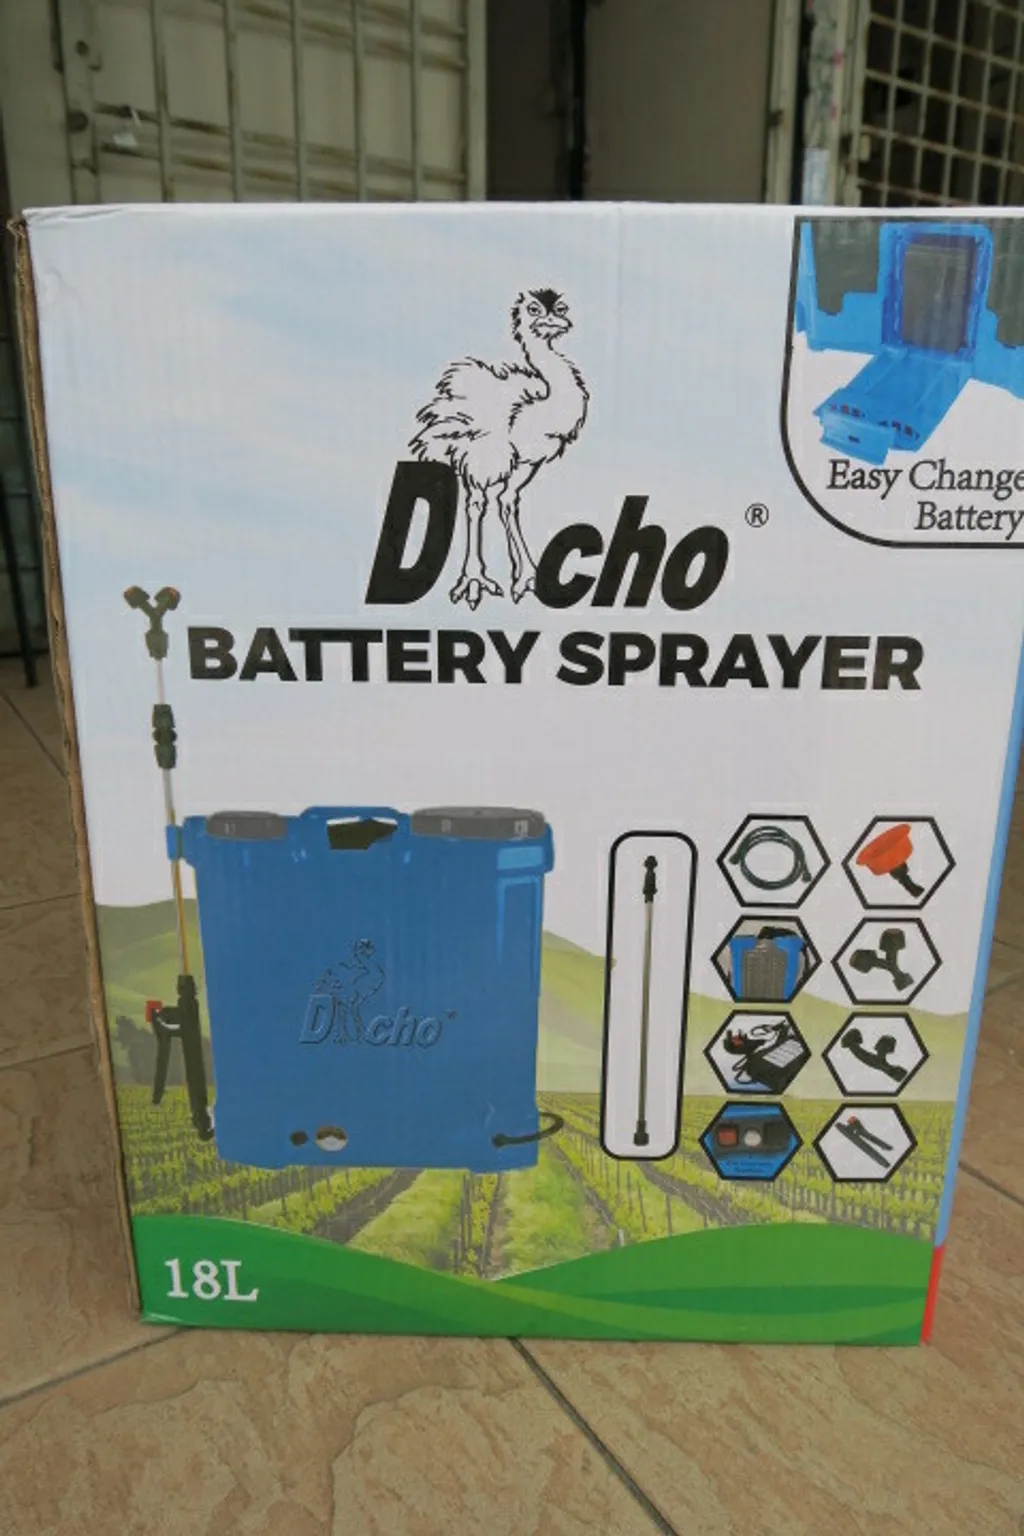 Easy Change
Battery
Dcho®
BATTERY SPRAYER
Dcho
18L